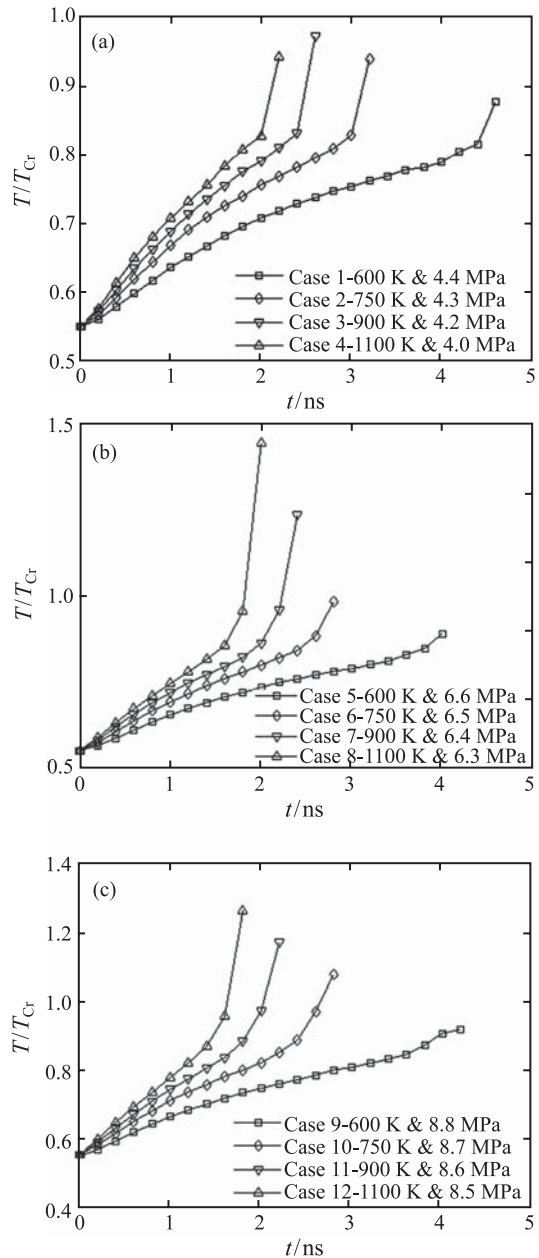 (a)
1.0
0.9
0.8
0.7
0.6
0.5
T/T_Cr
Case 1-600 K & 4.4 MPa
Case 2-750 K & 4.3 MPa
Case 3-900 K & 4.2 MPa
Case 4-1100 K & 4.0 MPa
0 1 2 3 4 5
t/ns
(b)
1.5
1.0
0.5
T/T_Cr
Case 5-600 K & 6.6 MPa
Case 6-750 K & 6.5 MPa
Case 7-900 K & 6.4 MPa
Case 8-1100 K & 6.3 MPa
0 1 2 3 4 5
t/ns
(c)
1.4
1.2
1.0
0.8
0.6
0.4
T/T_Cr
Case 9-600 K & 8.8 MPa
Case 10-750 K & 8.7 MPa
Case 11-900 K & 8.6 MPa
Case 12-1100 K & 8.5 MPa
0 1 2 3 4 5
t/ns